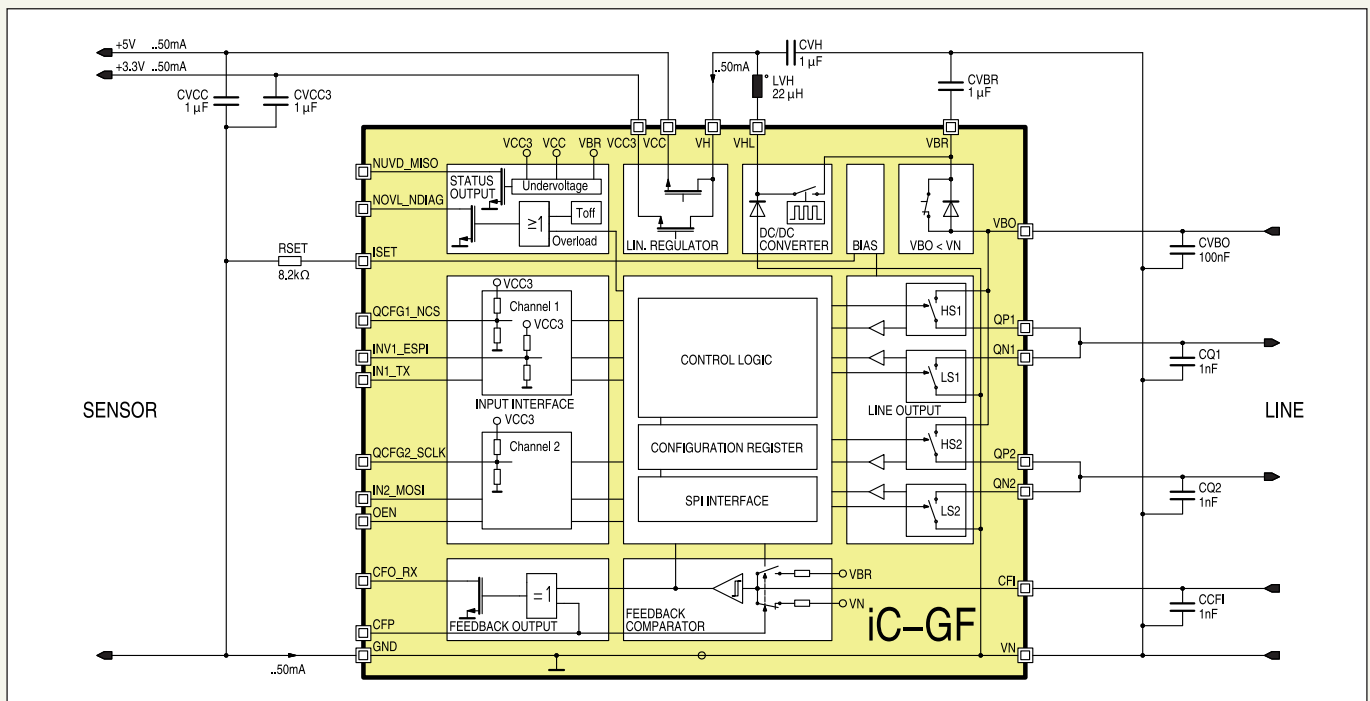 +5V ..50mA
+3.3V ..50mA
CVCC
1 µF
CVCC3
1 µF
..50mA
CVH
1 µF
LVH
22 µH
CVBR
1 µF
VCC3
VCC
VH
VHL
VBR
NUVD_MISO
NOVL_NDIAG
ISET
RSET
8.2kΩ
STATUS
OUTPUT
VCC3 VCC VBR
Undervoltage
≥1
Toff
Overload
LIN. REGULATOR
DC/DC
CONVERTER
BIAS
VBO < VN
VBO
CVBO
100nF
QCFG1_NCS
INV1_ESPI
IN1_TX
VCC3
Channel 1
VCC3
INPUT INTERFACE
VCC3
Channel 2
QCFG2_SCLK
IN2_MOSI
OEN
CONTROL LOGIC
CONFIGURATION REGISTER
SPI INTERFACE
HS1
LS1
LINE OUTPUT
HS2
LS2
QP1
QN1
CQ1
1nF
QP2
QN2
CQ2
1nF
SENSOR
LINE
CFO_RX
CFP
GND
..50mA
=1
FEEDBACK OUTPUT
FEEDBACK
COMPARATOR
VBR
VN
CFI
CCFI
1nF
iC-GF
VN